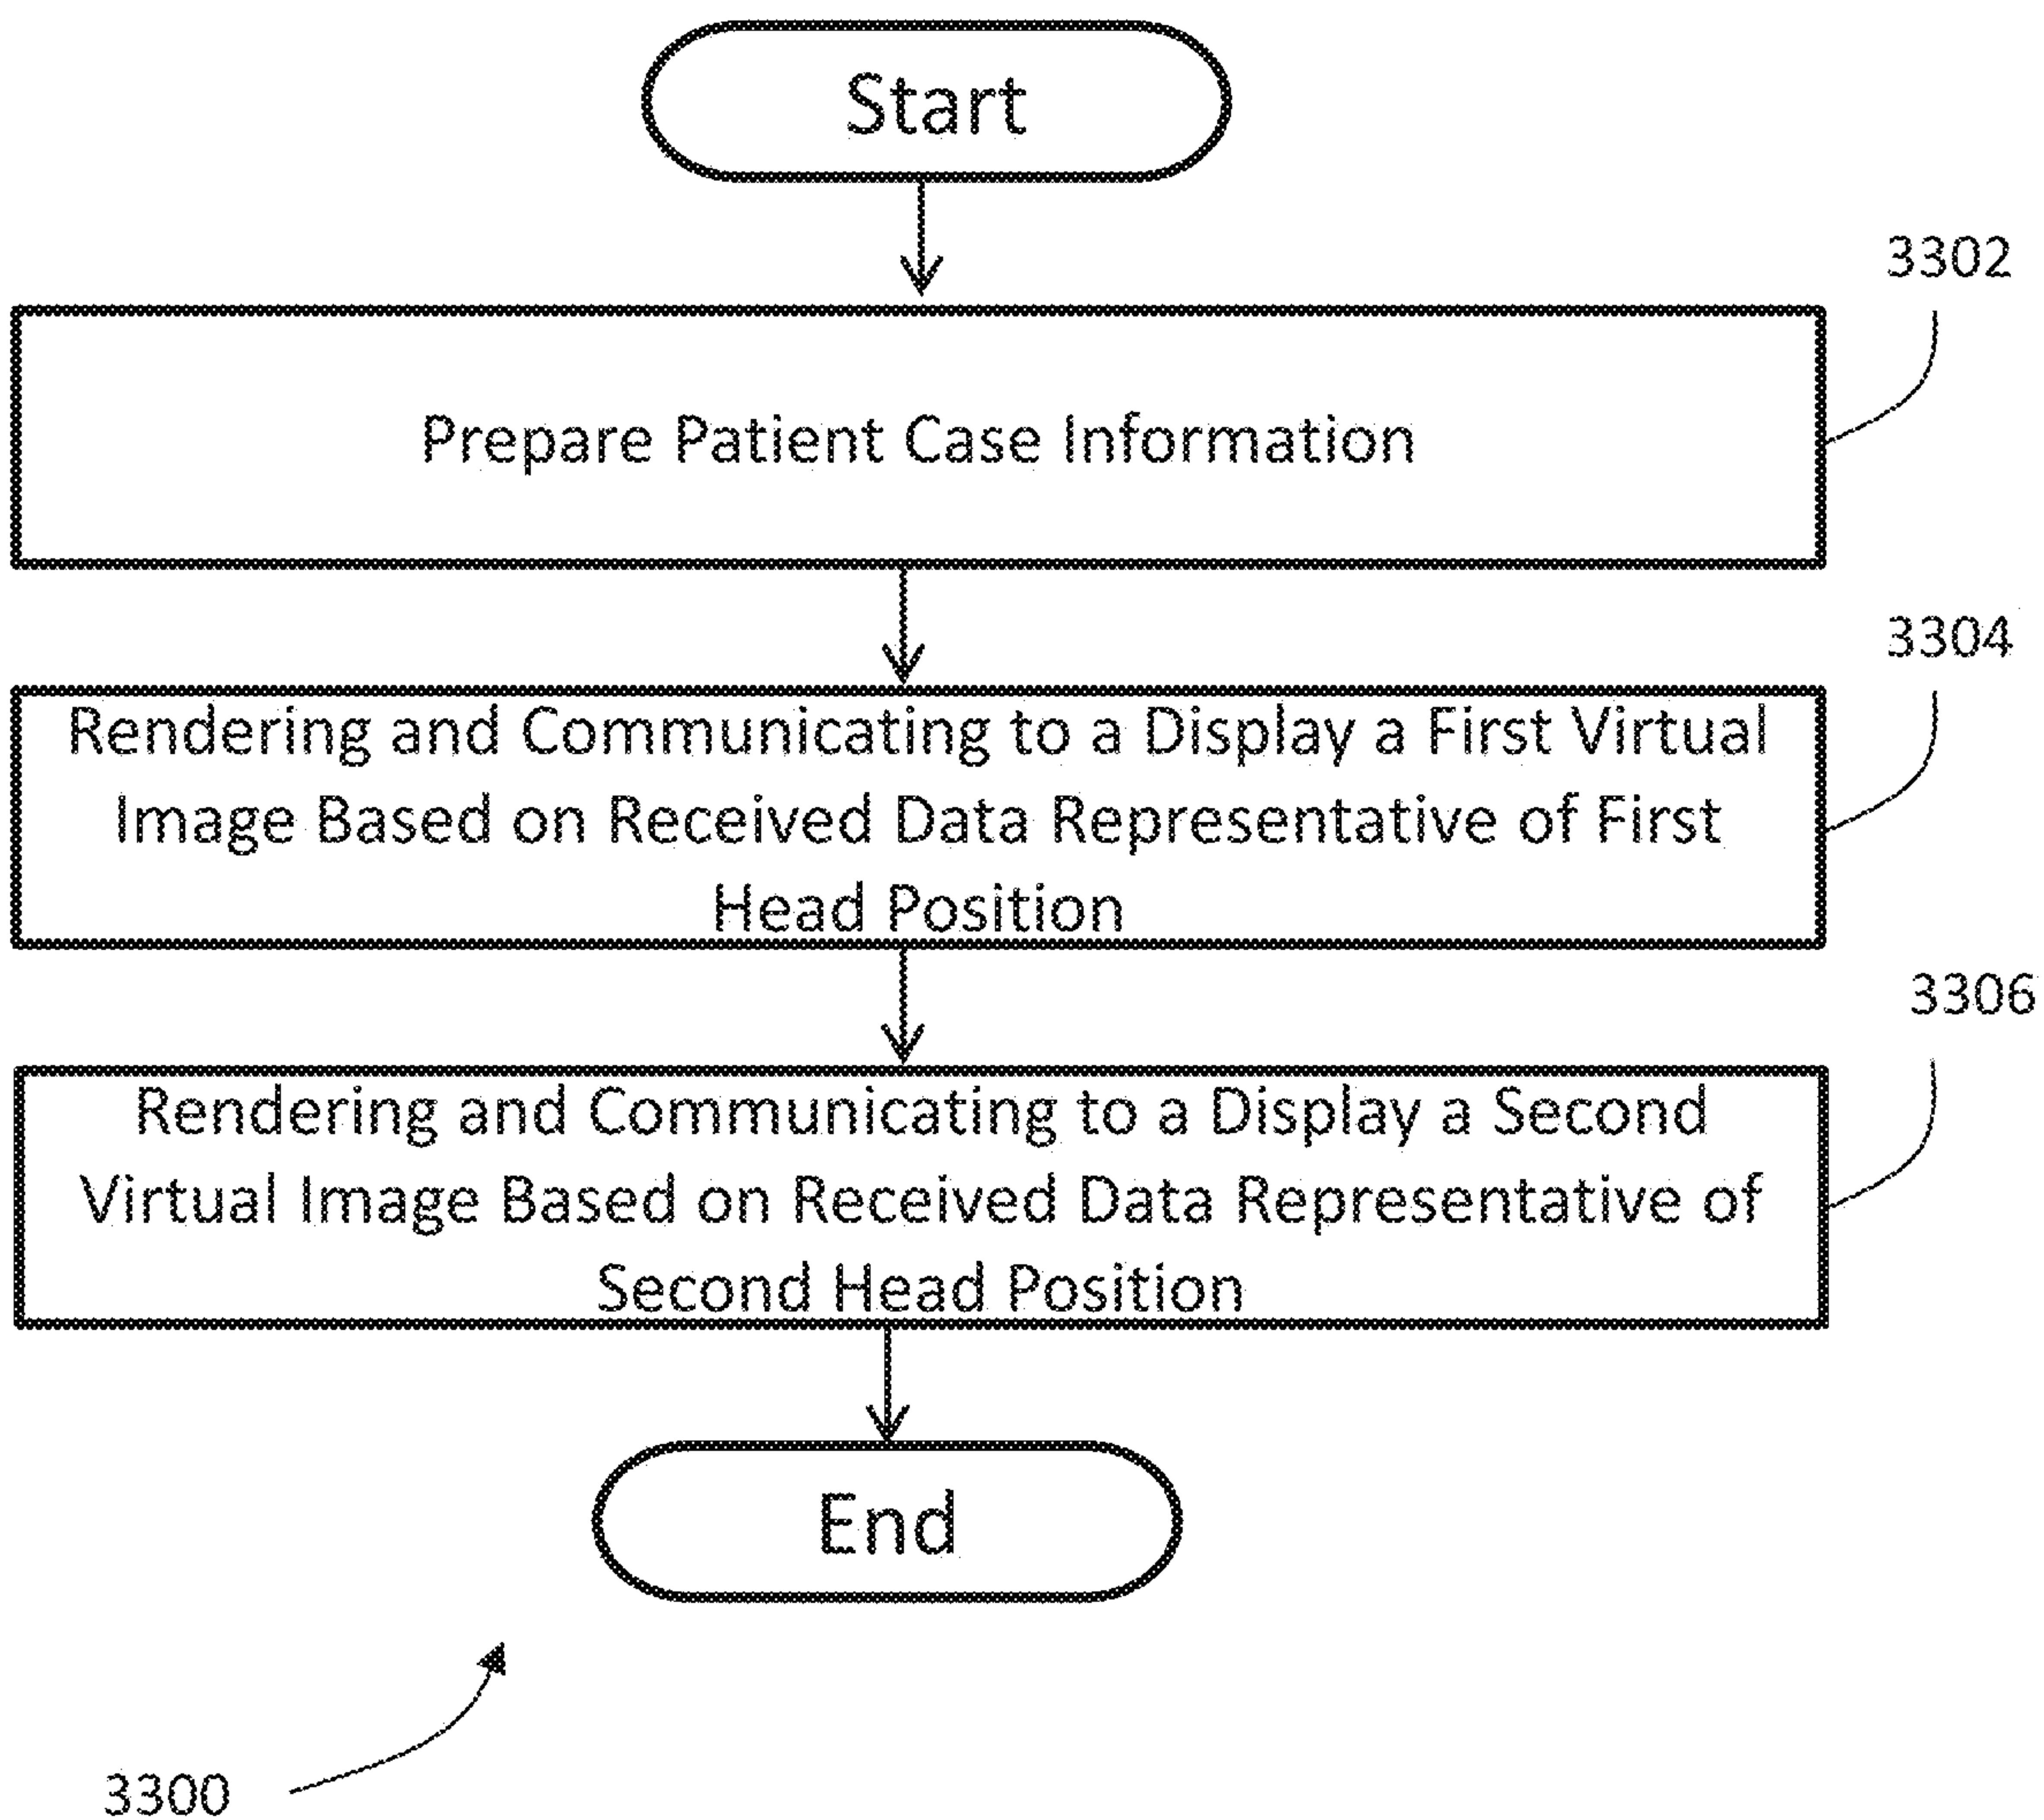 Start
3302
Prepare Patient Case Information
3304
Rendering and Communicating to a Display a First Virtual
Image Based on Received Data Representative of First
Head Position
3306
Rendering and Communicating to a Display a Second
Virtual Image Based on Received Data Representative of
Second Head Position
End
3300